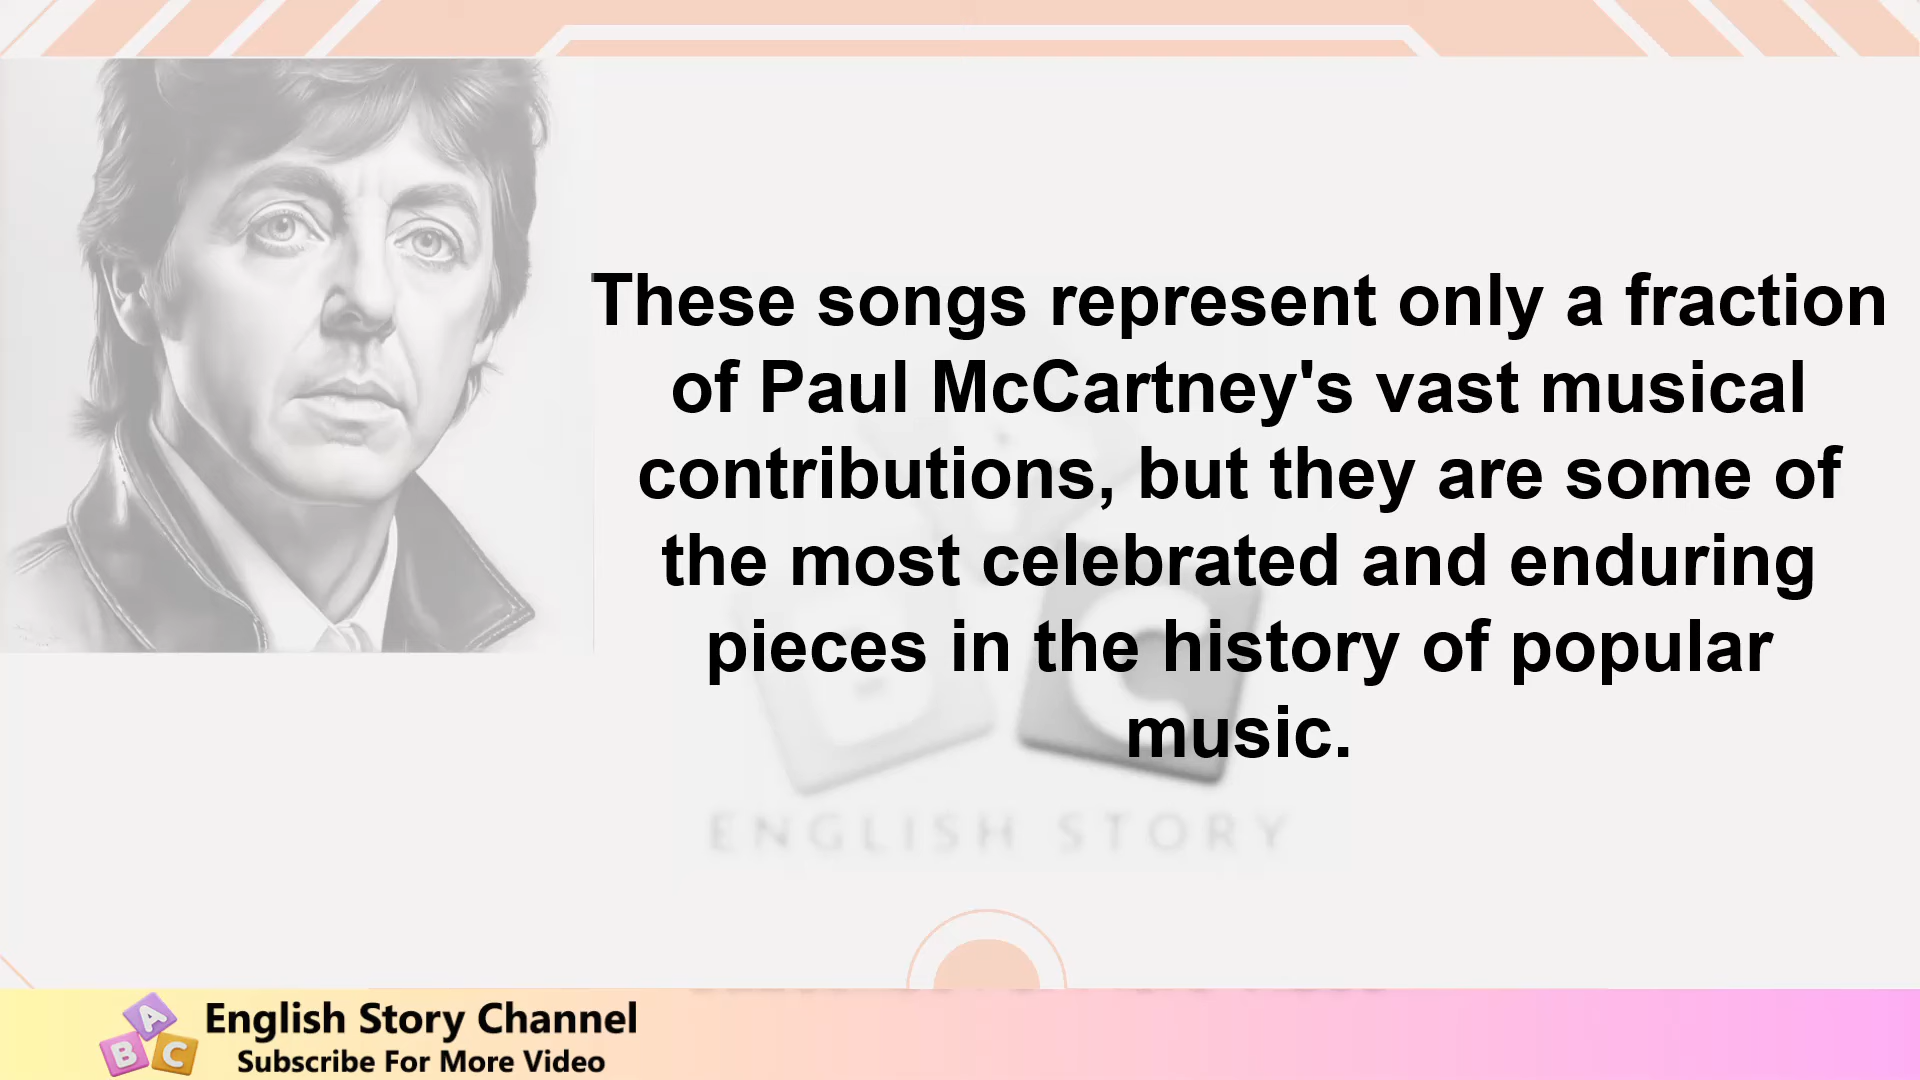 These songs represent only a fraction
of Paul McCartney's vast musical
contributions, but they are some of
the most celebrated and enduring
pieces in the history of popular
music.
C
ENGLISH STORY
A
B C
English Story Channel
Subscribe For More Video